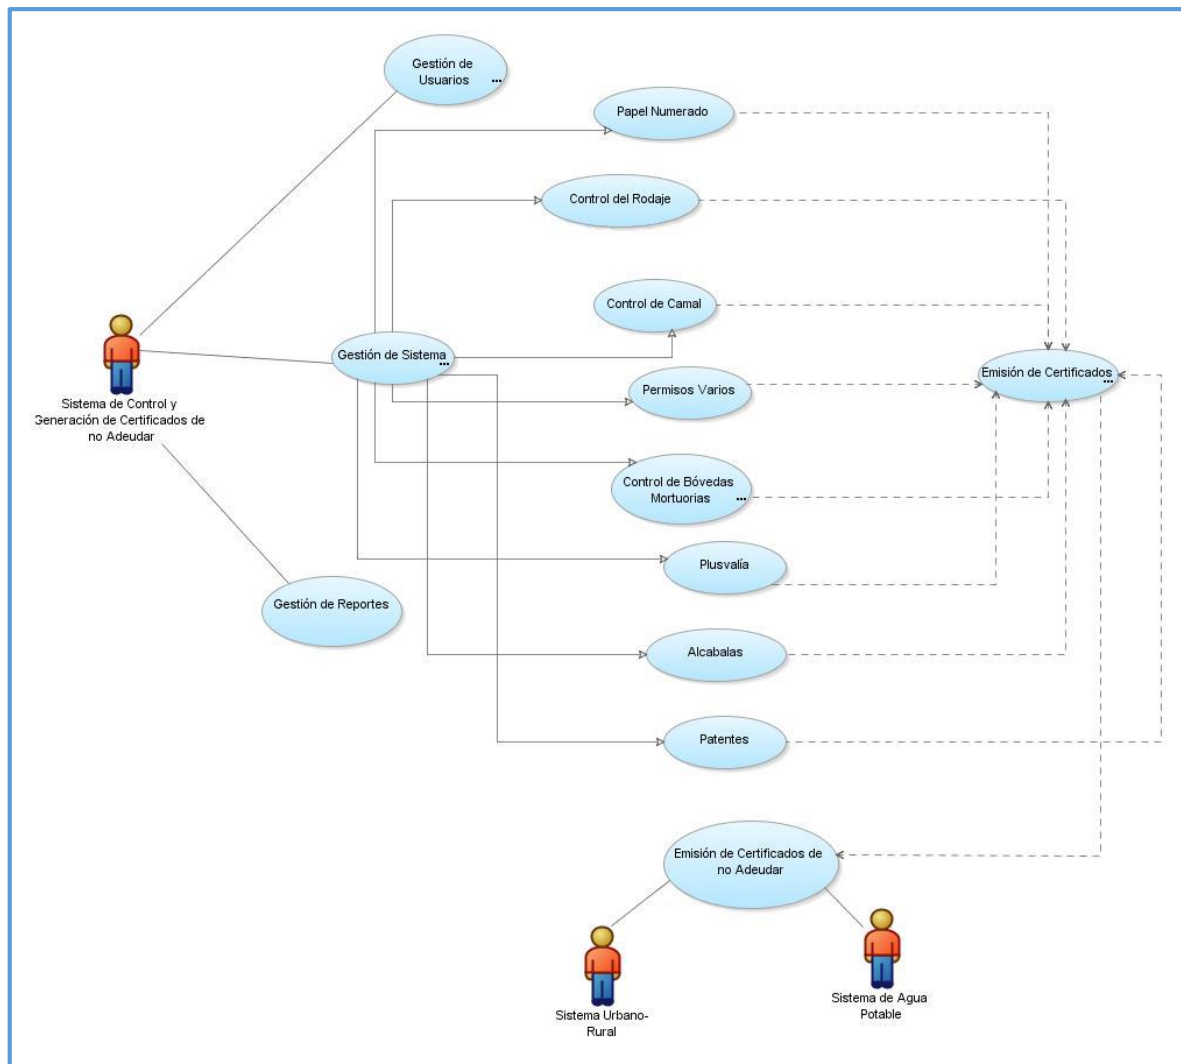 Gestión de
Usuarios
Papel Numerado
Control del Rodaje
Control de Camal
Gestión de Sistema
Emisión de Certificados
Permisos Varios
Sistema de Control y
Generación de Certificados de
no Adeudar
Control de Bóvedas
Mortuorias
Plusvalía
Gestión de Reportes
Alcabalas
Patentes
Emisión de Certificados de
no Adeudar
Sistema Urbano-
Rural
Sistema de Agua
Potable